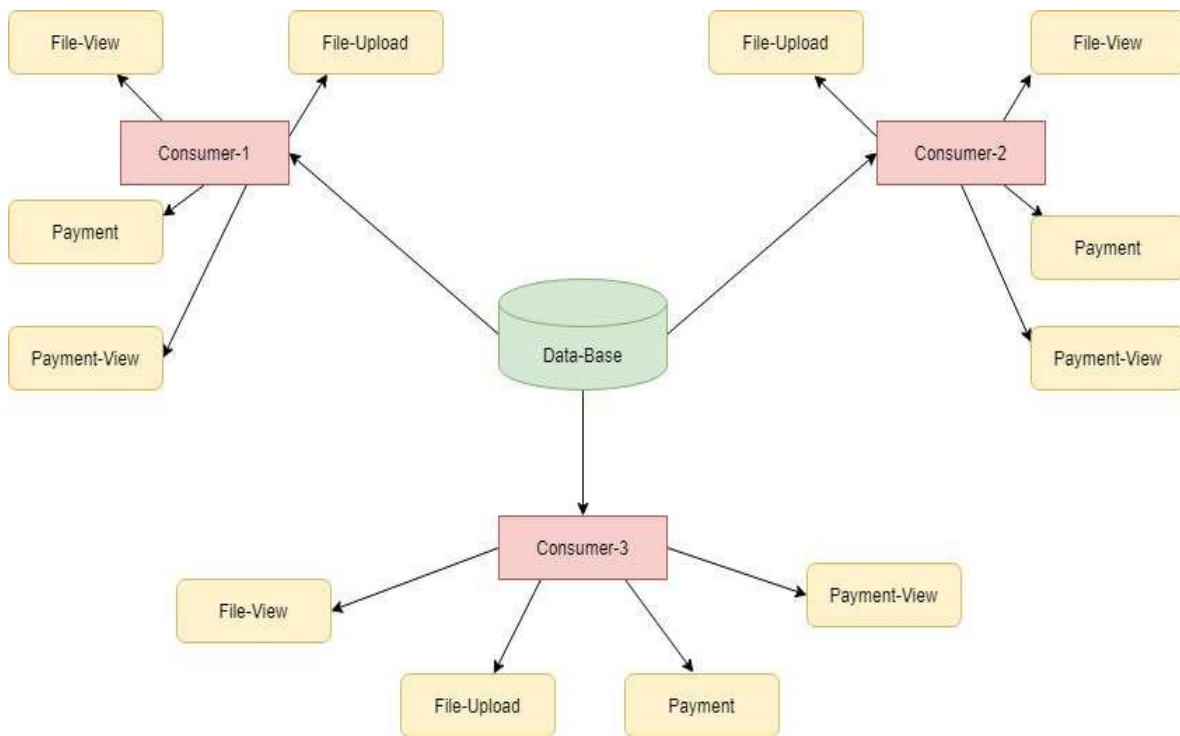 File-View
File-Upload
File-Upload
File-View
Consumer-1
Consumer-2
Payment
Payment
Payment-View
Data-Base
Payment-View
Consumer-3
File-View
Payment-View
File-Upload
Payment